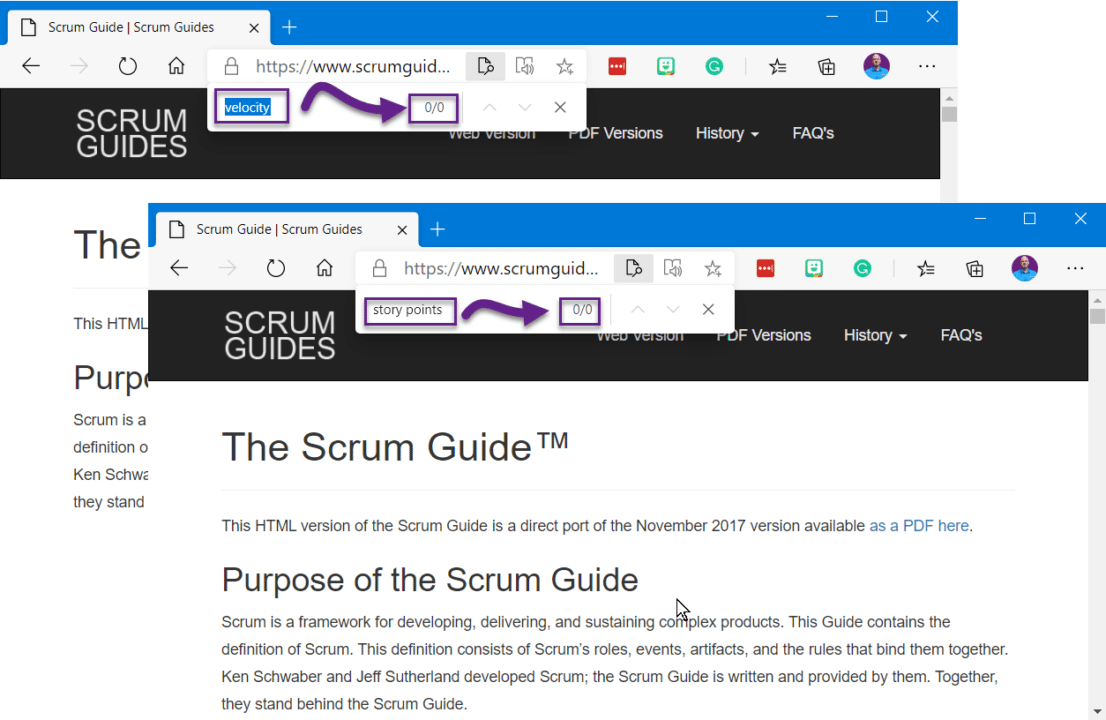 Scrum Guide | Scrum Guides
https://www.scrumguid...
velocity 0/0
SCRUM
GUIDES
Web Version PDF Versions History FAQ's
The
This HTML
Purpo
Scrum is a
definition o
Ken Schwa
they stand
Scrum Guide | Scrum Guides
https://www.scrumguid...
story points 0/0
SCRUM
GUIDES
Web Version PDF Versions History FAQ's
The Scrum Guide™
This HTML version of the Scrum Guide is a direct port of the November 2017 version available as a PDF here.
Purpose of the Scrum Guide
Scrum is a framework for developing, delivering, and sustaining complex products. This Guide contains the
definition of Scrum. This definition consists of Scrum's roles, events, artifacts, and the rules that bind them together.
Ken Schwaber and Jeff Sutherland developed Scrum; the Scrum Guide is written and provided by them. Together,
they stand behind the Scrum Guide.